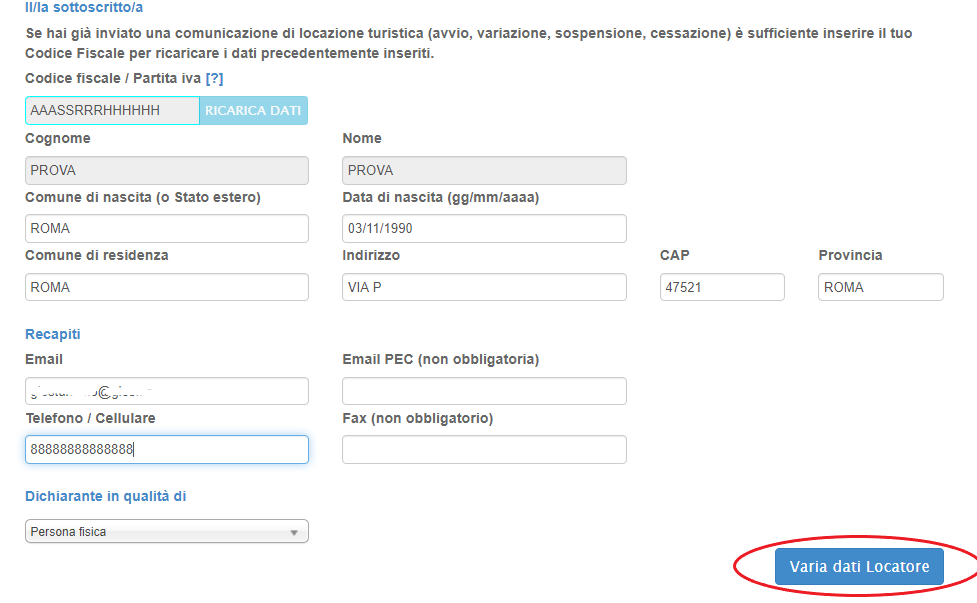 Il/la sottoscritto/a
Se hai già inviato una comunicazione di locazione turistica (avvio, variazione, sospensione, cessazione) è sufficiente inserire il tuo
Codice Fiscale per ricaricare i dati precedentemente inseriti.
Codice fiscale / Partita iva [?]
AAASSRRRHHHHHH RICARICA DATI
Cognome Nome
PROVA PROVA
Comune di nascita (o Stato estero) Data di nascita (gg/mm/aaaa)
ROMA 03/11/1990
Comune di residenza Indirizzo CAP Provincia
ROMA VIA P 47521 ROMA
Recapiti
Email Email PEC (non obbligatoria)
Telefono / Cellulare Fax (non obbligatorio)
88888888888888
Dichiarante in qualità di
Persona fisica
Varia dati Locatore